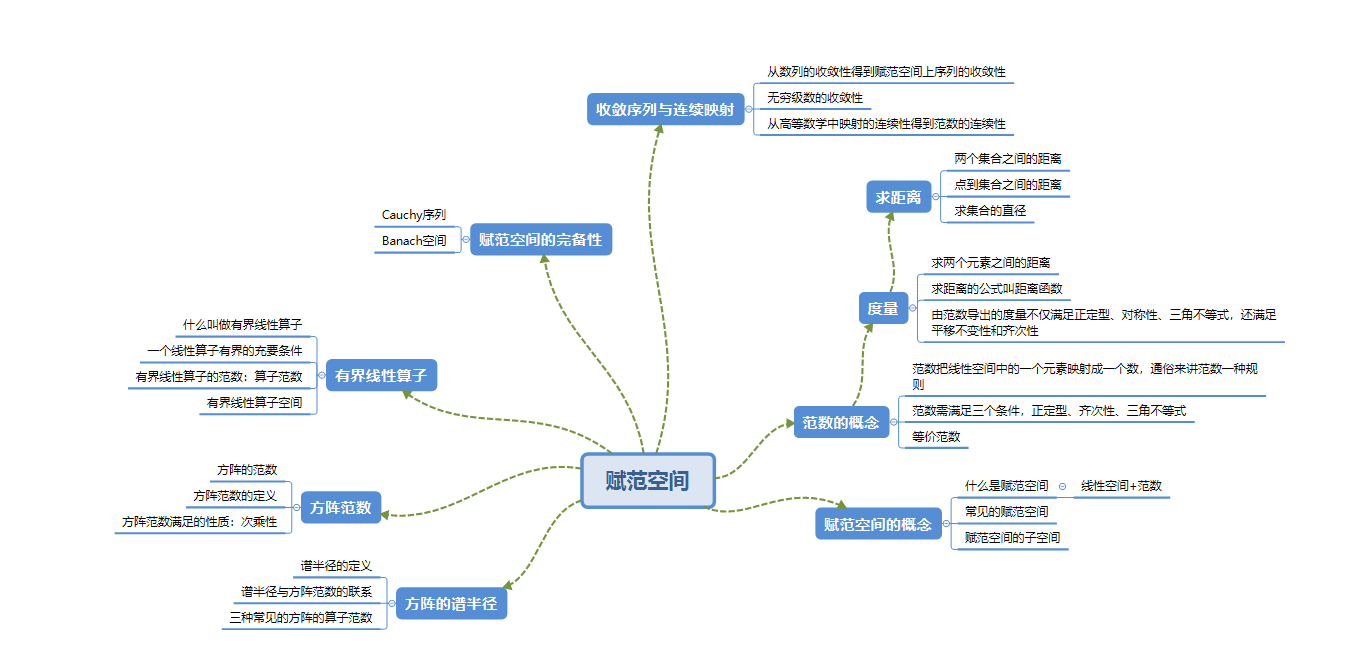 从数列的收敛性得到赋范空间上序列的收敛性
收敛序列与连续映射
无穷级数的收敛性
从高等数学中映射的连续性得到范数的连续性
两个集合之间的距离
求距离
点到集合之间的距离
求集合的直径
Cauchy序列
Banach空间
赋范空间的完备性
求两个元素之间的距离
度量
求距离的公式叫距离函数
由范数导出的度量不仅满足正定型、对称性、三角不等式，还满足
平移不变性和齐次性
什么叫做有界线性算子
一个线性算子有界的充要条件
有界线性算子的范数：算子范数
有界线性算子空间
有界线性算子
范数把线性空间中的一个元素映射成一个数，通俗来讲范数一种规
则
范数的概念
范数需满足三个条件，正定型、齐次性、三角不等式
等价范数
赋范空间
方阵的范数
方阵范数的定义
方阵范数满足的性质：次乘性
方阵范数
什么是赋范空间
线性空间+范数
赋范空间的概念
常见的赋范空间
赋范空间的子空间
谱半径的定义
谱半径与方阵范数的联系
三种常见的方阵的算子范数
方阵的谱半径